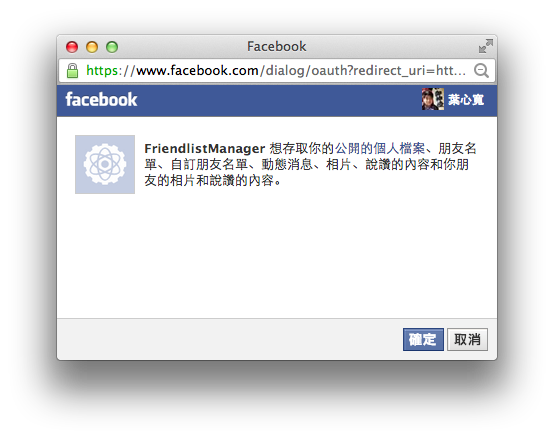 Facebook
https://www.facebook.com/dialog/oauth?redirect_uri=htt...
facebook
葉心寬
FriendlistManager 想存取你的公開的個人檔案、朋友名
單、自訂朋友名單、動態消息、相片、說讚的內容和你朋
友的相片和說讚的內容。
確定
取消